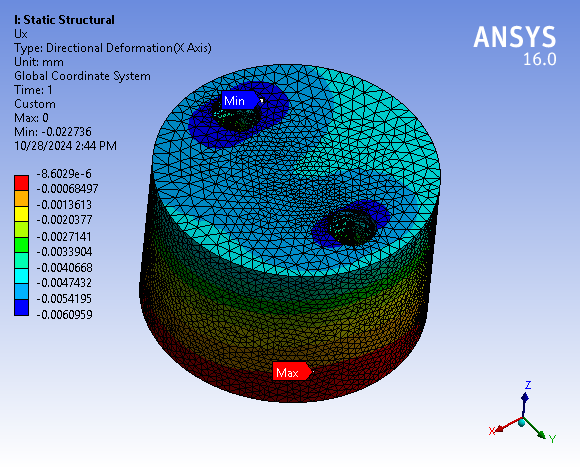 I: Static Structural
Ux
Type: Directional Deformation(X Axis)
Unit: mm
Global Coordinate System
Time: 1
Custom
Max: 0
Min: -0.022736
10/28/2024 2:44 PM
ANSYS
16.0
-8.6029e-6
-0.00068497
-0.0013613
-0.0020377
-0.0027141
-0.0033904
-0.0040668
-0.0047432
-0.0054195
-0.0060959
Min
Max
Z
X
Y